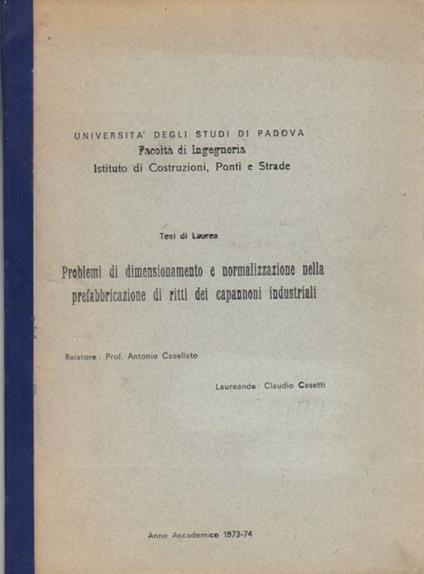 UNIVERSITA' DEGLI STUDI DI PADOVA
Facoltà di Ingegneria
Istituto di Costruzioni, Ponti e Strade
Tesi di Laurea
Problemi di dimensionamento e normalizzazione nella
prefabbricazione di ritti dei capannoni industriali
Relatore: Prof. Antonio Casellato
Laureando: Claudio Casetti
Anno Accademico 1973-74